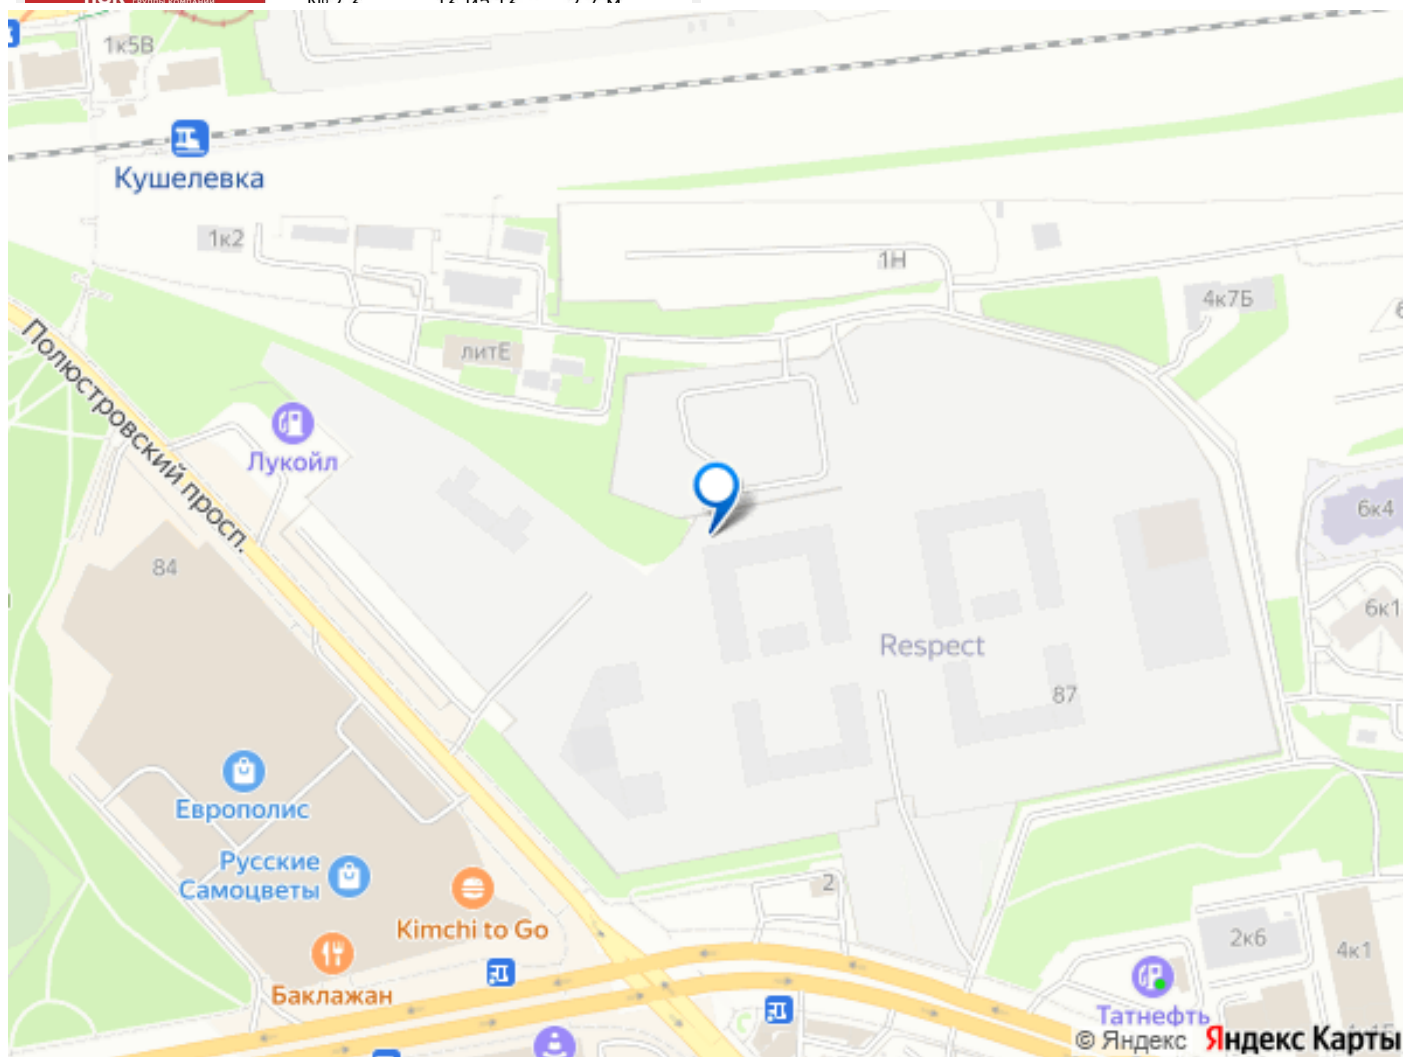 1к5В
Кушелевка
1к2
1Н
4к7Б
литЕ
Полюстровский просп.
Лукойл
6к4
84
6к1
Respect
87
Европолис
Русские
Самоцветы
2
Kimchi to Go
2к6
4к1
Баклажан
Татнефть
© Яндекс Яндекс Карты